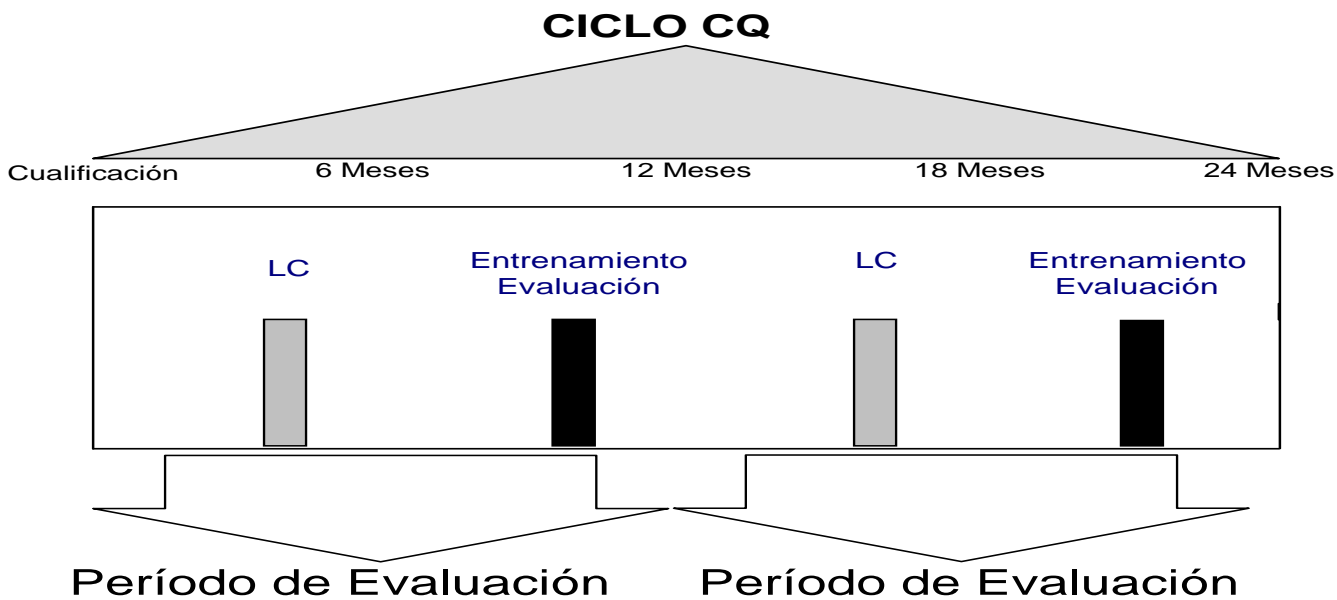 CICLO CQ
Cualificación 6 Meses 12 Meses 18 Meses 24 Meses
LC Entrenamiento LC Entrenamiento
Evaluación Evaluación
Período de Evaluación Período de Evaluación